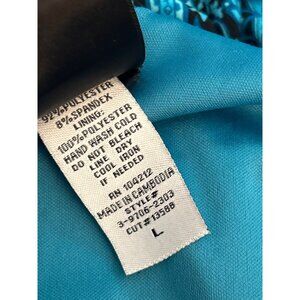 92% POLYESTER
8% SPANDEX
LINING:
100% POLYESTER
HAND WASH COLD
DO NOT BLEACH
LINE DRY
COOL IRON
IF NEEDED
RN 104212
MADE IN CAMBODIA
STYLE#
3-9706-2303
CUT#13588
L